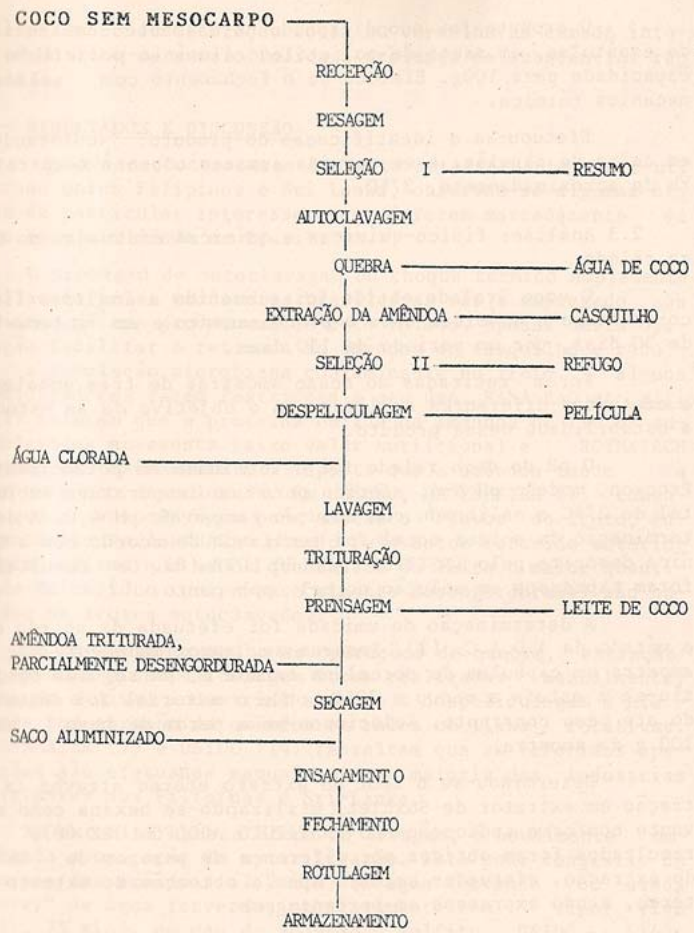 COCO SEM MESOCARPO
RECEPÇÃO
PESAGEM
SELEÇÃO I RESUMO
AUTOCLAVAGEM
QUEBRA ÁGUA DE COCO
EXTRAÇÃO DA AMÊNDOA CASQUILHO
SELEÇÃO II REFUGO
DESPELICULAGEM PELÍCULA
ÁGUA CLORADA
LAVAGEM
TRITURAÇÃO
PRENSAGEM LEITE DE COCO
AMÊNDOA TRITURADA,
PARCIALMENTE DESENGORDURADA
SECAGEM
SACO ALUMINIZADO
ENSACAMENTO
FECHAMENTO
ROTULAGEM
ARMAZENAMENTO